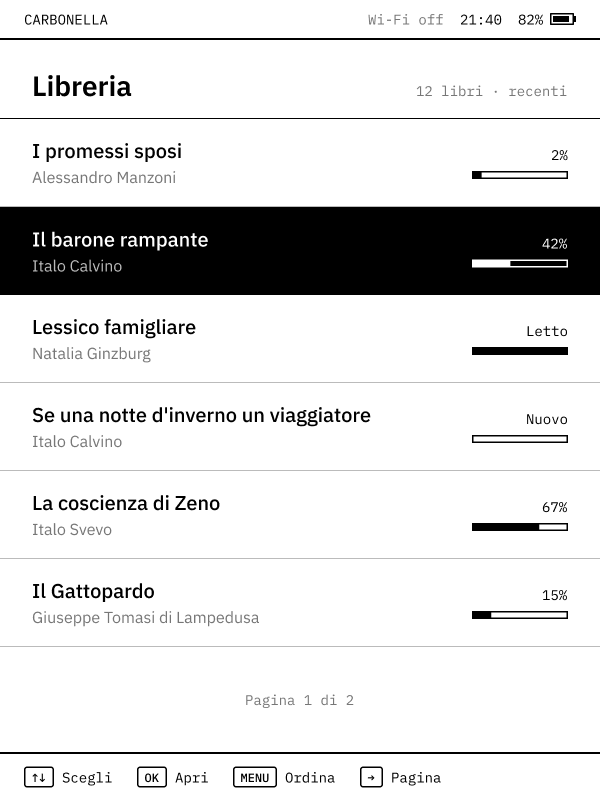 CARBONELLA Wi-Fi off 21:40 82%
Libreria 12 libri · recenti
I promessi sposi 2%
Alessandro Manzoni
Il barone rampante 42%
Italo Calvino
Lessico famigliare Letto
Natalia Ginzburg
Se una notte d'inverno un viaggiatore Nuovo
Italo Calvino
La coscienza di Zeno 67%
Italo Svevo
Il Gattopardo 15%
Giuseppe Tomasi di Lampedusa
Pagina 1 di 2
↑↓ Scegli OK Apri MENU Ordina → Pagina